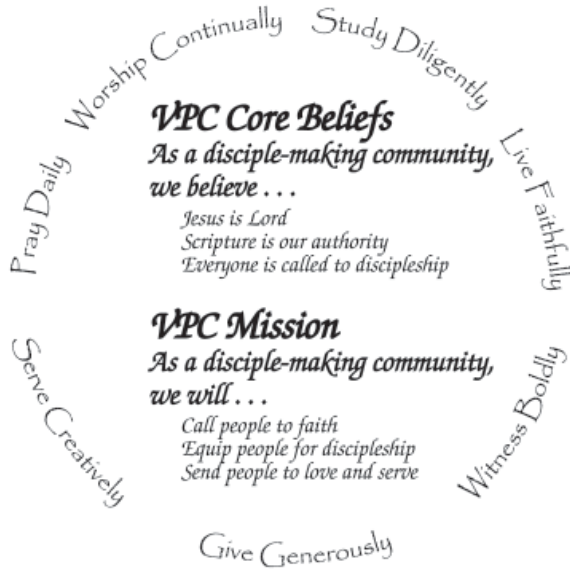 Worship Continually
Study Diligently
Live Faithfully
Witness Boldly
Give Generously
Serve Creatively
Pray Daily
VPC Core Beliefs
As a disciple-making community,
we believe . . .
Jesus is Lord
Scripture is our authority
Everyone is called to discipleship
VPC Mission
As a disciple-making community,
we will . . .
Call people to faith
Equip people for discipleship
Send people to love and serve